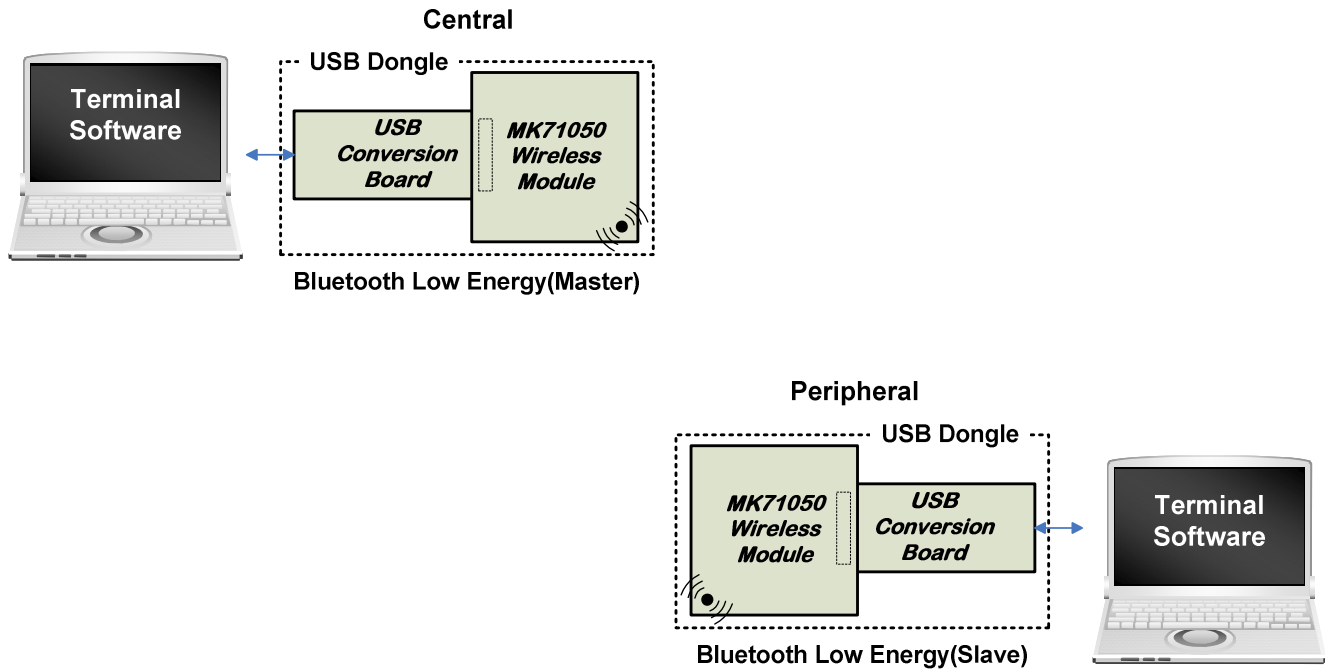 Central
USB Dongle
Terminal
Software
USB
Conversion
Board
MK71050
Wireless
Module
Bluetooth Low Energy(Master)
Peripheral
USB Dongle
MK71050
Wireless
Module
USB
Conversion
Board
Terminal
Software
Bluetooth Low Energy(Slave)